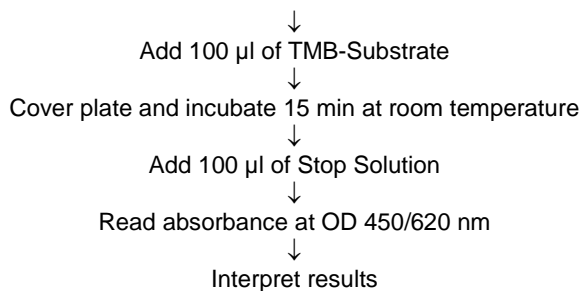 ↓
Add 100 µl of TMB-Substrate
↓
Cover plate and incubate 15 min at room temperature
↓
Add 100 µl of Stop Solution
↓
Read absorbance at OD 450/620 nm
↓
Interpret results